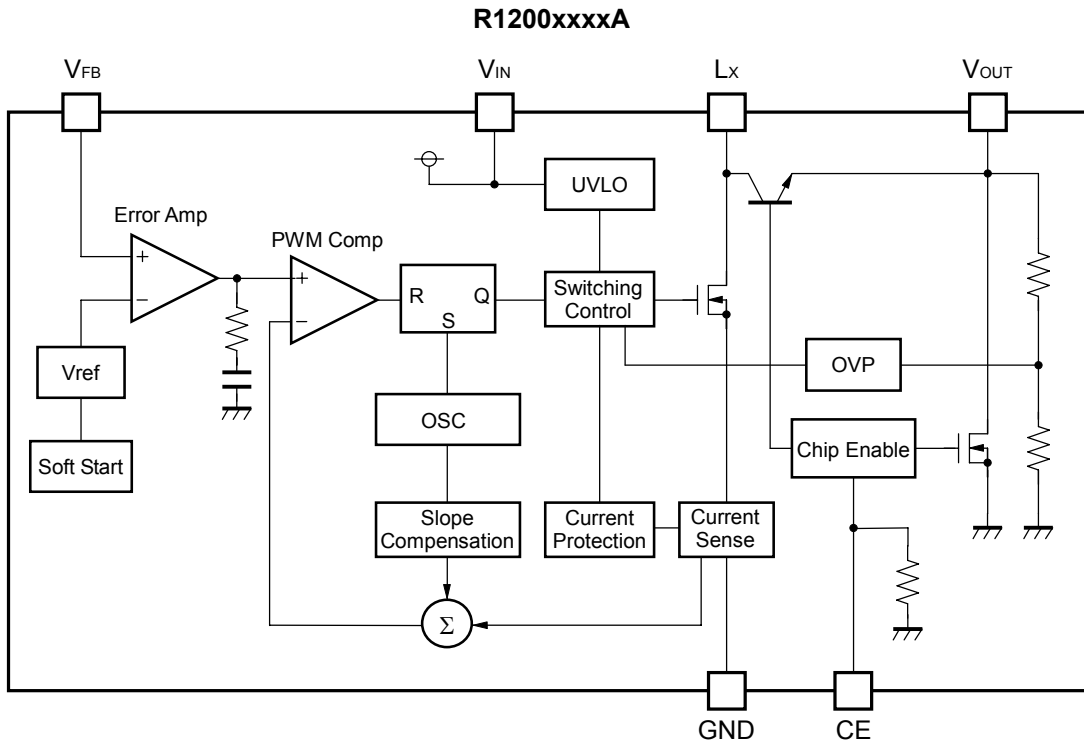 R1200xxxxA
VFB
VIN
LX
VOUT
UVLO
Error Amp
PWM Comp
+
−
+
−
R
Q
S
Switching
Control
Vref
OVP
OSC
Soft Start
Chip Enable
Slope
Compensation
Current
Protection
Current
Sense
Σ
GND
CE